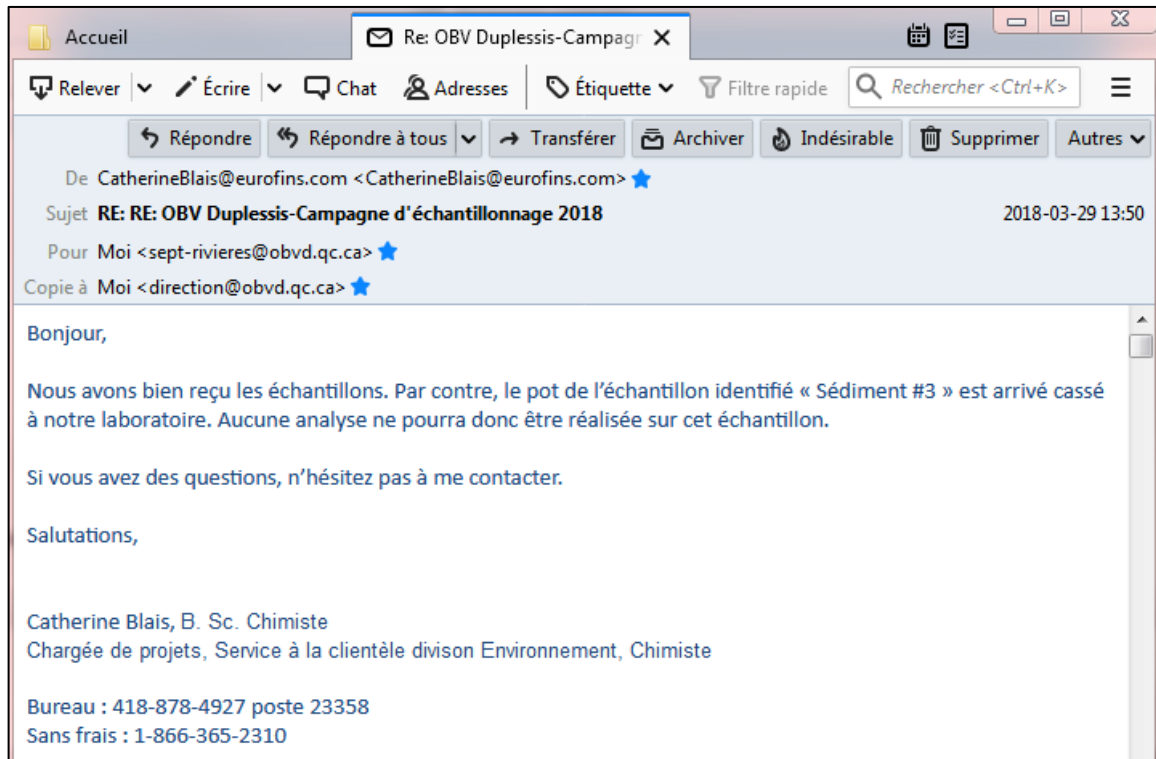 Accueil
Re: OBV Duplessis-Campagr
Relever
Écrire
Chat
Adresses
Étiquette
Filtre rapide
Rechercher <Ctrl+K>
Répondre
Répondre à tous
Transférer
Archiver
Indésirable
Supprimer
Autres
De CatherineBlais@eurofins.com <CatherineBlais@eurofins.com>
Sujet RE: RE: OBV Duplessis-Campagne d'échantillonnage 2018 2018-03-29 13:50
Pour Moi <sept-rivieres@obvd.qc.ca>
Copie à Moi <direction@obvd.qc.ca>
Bonjour,
Nous avons bien reçu les échantillons. Par contre, le pot de l’échantillon identifié « Sédiment #3 » est arrivé cassé
à notre laboratoire. Aucune analyse ne pourra donc être réalisée sur cet échantillon.
Si vous avez des questions, n’hésitez pas à me contacter.
Salutations,
Catherine Blais, B. Sc. Chimiste
Chargée de projets, Service à la clientèle divison Environnement, Chimiste
Bureau : 418-878-4927 poste 23358
Sans frais : 1-866-365-2310